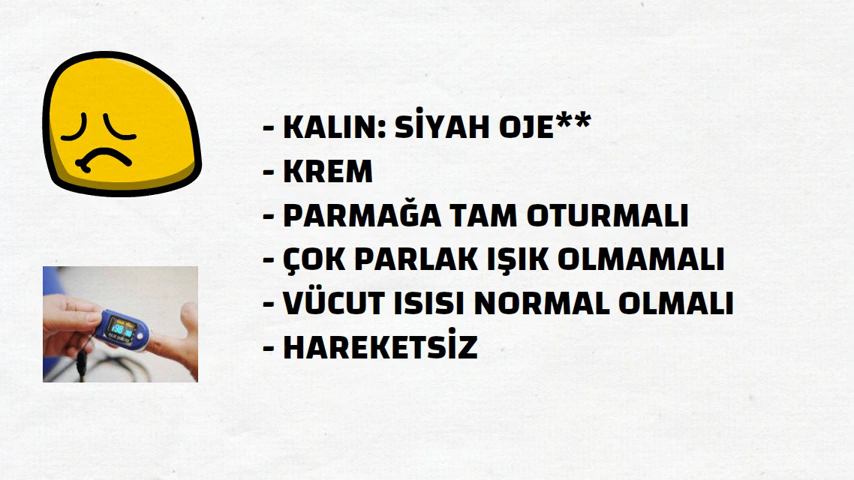 - KALIN: SİYAH OJE**
- KREM
- PARMAĞA TAM OTURMALI
- ÇOK PARLAK IŞIK OLMAMALI
- VÜCUT ISISI NORMAL OLMALI
- HAREKETSİZ